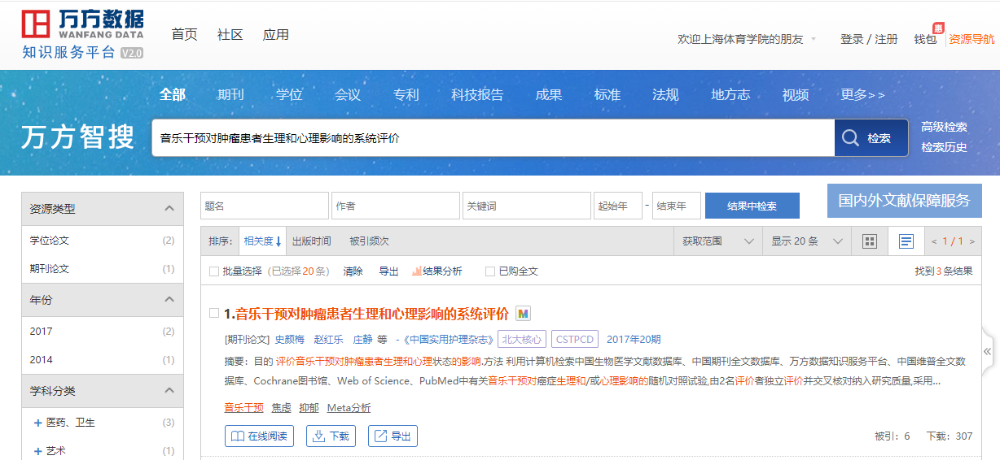 万方数据
WANFANG DATA
知识服务平台 V2.0
首页 社区 应用
欢迎上海体育学院的朋友 登录 / 注册 钱包 惠 资源导航
全部 期刊 学位 会议 专利 科技报告 成果 标准 法规 地方志 视频 更多>>
万方智搜
音乐干预对肿瘤患者生理和心理影响的系统评价
检索
高级检索
检索历史
资源类型
学位论文 (2)
期刊论文 (1)
年份
2017 (2)
2014 (1)
学科分类
+ 医药、卫生 (3)
+ 艺术 (1)
题名 作者 关键词 起始年 - 结束年 结果中检索
国内外文献保障服务
排序: 相关度↓ 出版时间 被引频次 获取范围 显示 20 条 < 1 / 1 >
批量选择 (已选择20条) 清除 导出 结果分析 已购全文 找到3条结果
1.音乐干预对肿瘤患者生理和心理影响的系统评价 M
[期刊论文] 史颜梅 赵红乐 庄静 等 -《中国实用护理杂志》 北大核心 CSTPCD 2017年20期
摘要：目的 评价音乐干预对肿瘤患者生理和心理状态的影响.方法 利用计算机检索中国生物医学文献数据库、中国期刊全文数据库、万方数据知识服务平台、中国维普全文数
据库、Cochrane图书馆、Web of Science、PubMed中有关音乐干预对癌症生理和/或心理影响的随机对照试验,由2名评价者独立评价并交叉核对纳入研究质量,采用...
音乐干预 焦虑 抑郁 Meta分析
在线阅读 下载 导出
被引：6 下载：307
«